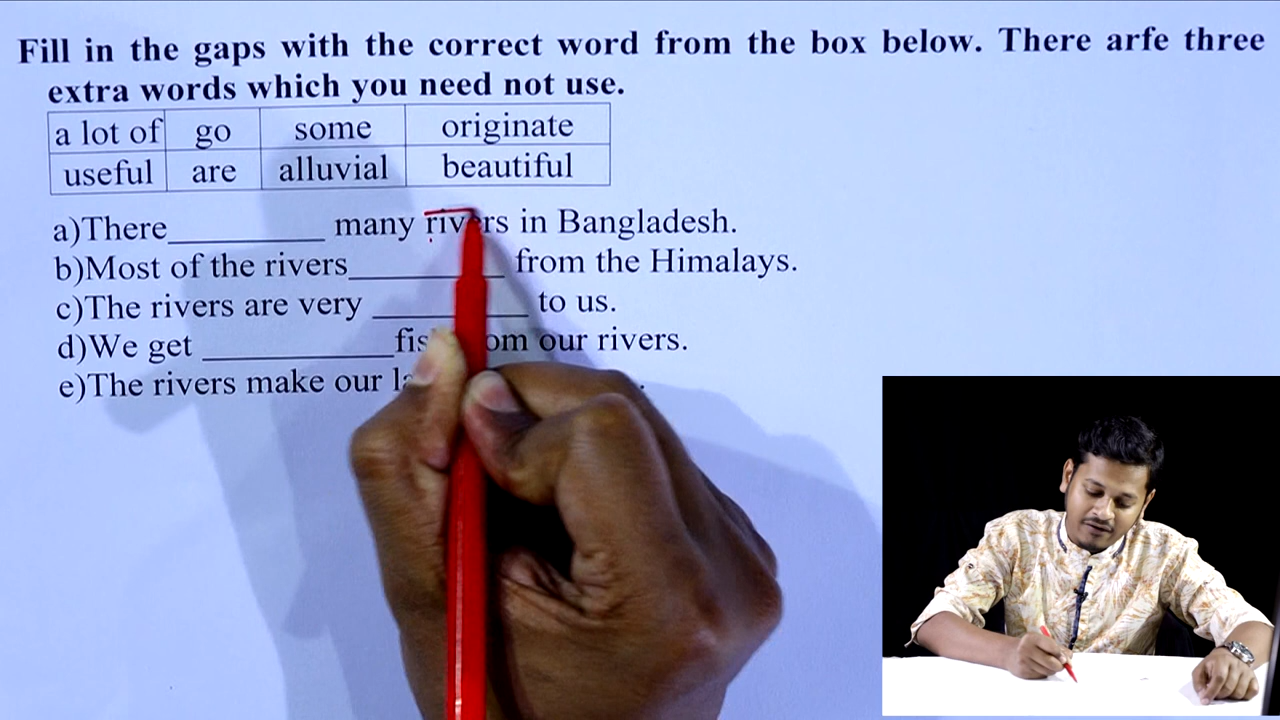 Fill in the gaps with the correct word from the box below. There arfe three
extra words which you need not use.
a lot of go some originate
useful are alluvial beautiful
a)There__________ many rivers in Bangladesh.
b)Most of the rivers__________ from the Himalays.
c)The rivers are very __________ to us.
d)We get ____________ our rivers.
e)The rivers make our